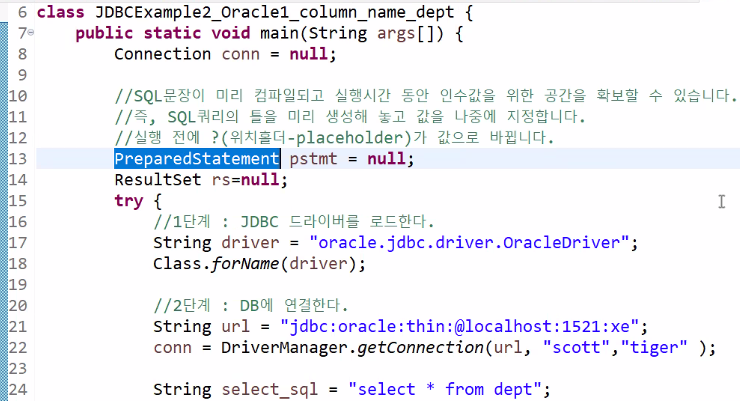 6 class JDBCExample2_Oracle1_column_name_dept {
7 public static void main(String args[]) {
8 Connection conn = null;
9
10 //SQL문장이 미리 컴파일되고 실행시간 동안 인수값을 위한 공간을 확보할 수 있습니다.
11 //즉, SQL쿼리의 틀을 미리 생성해 놓고 값을 나중에 지정합니다.
12 //실행 전에 ?(위치홀더-placeholder)가 값으로 바뀝니다.
13 PreparedStatement pstmt = null;
14 ResultSet rs=null;
15 try {
16 //1단계 : JDBC 드라이버를 로드한다.
17 String driver = "oracle.jdbc.driver.OracleDriver";
18 Class.forName(driver);
19
20 //2단계 : DB에 연결한다.
21 String url = "jdbc:oracle:thin:@localhost:1521:xe";
22 conn = DriverManager.getConnection(url, "scott","tiger" );
23
24 String select_sql = "select * from dept";